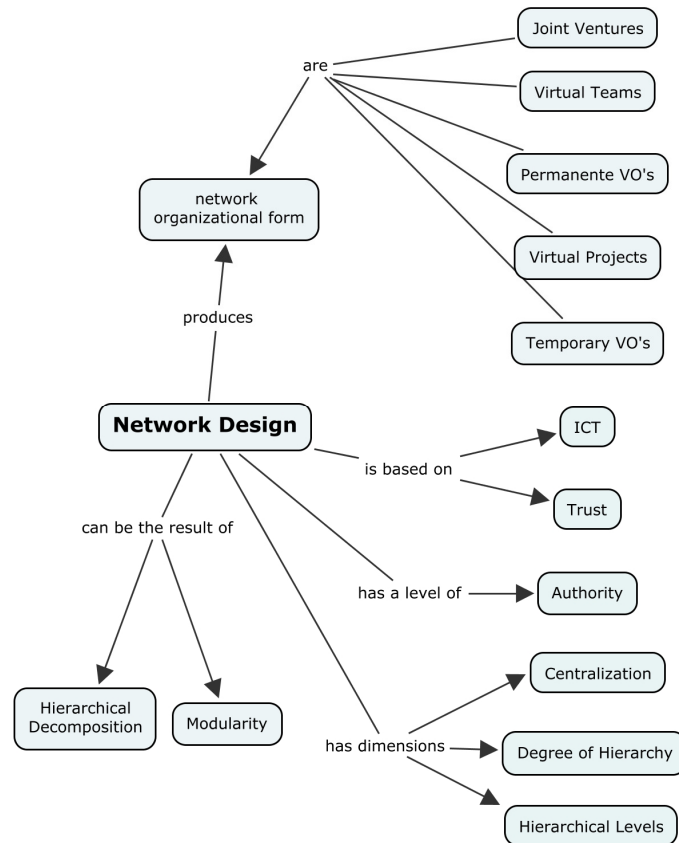 Joint Ventures
are
Virtual Teams
Permanente VO's
network
organizational form
Virtual Projects
produces
Temporary VO's
Network Design
ICT
is based on
Trust
can be the result of
has a level of
Authority
Centralization
Hierarchical
Decomposition
Modularity
has dimensions
Degree of Hierarchy
Hierarchical Levels